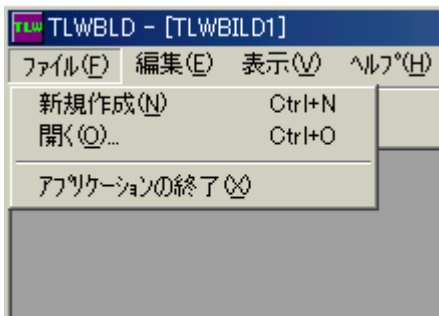 TLW TLWBLD - [TLWBILD1]
ﾌｧｲﾙ(F) 編集(E) 表示(V) ﾍﾙﾌﾟ(H)
新規作成(N) Ctrl+N
開く(O)... Ctrl+O
ｱﾌﾟﾘｹｰｼｮﾝの終了(X)